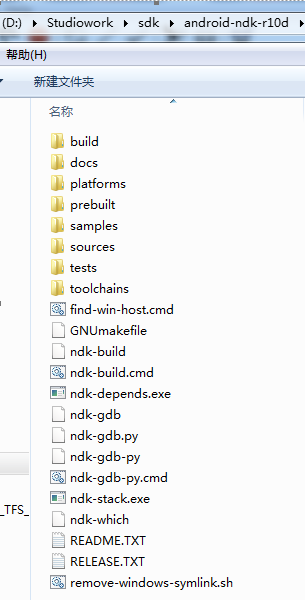 (D:) ▸ Studiowork ▸ sdk ▸ android-ndk-r10d ▸
帮助(H)
新建文件夹
名称
build
docs
platforms
prebuilt
samples
sources
tests
toolchains
find-win-host.cmd
GNUmakefile
ndk-build
ndk-build.cmd
ndk-depends.exe
ndk-gdb
ndk-gdb.py
ndk-gdb-py
ndk-gdb-py.cmd
ndk-stack.exe
_TFS_
ndk-which
README.TXT
RELEASE.TXT
remove-windows-symlink.sh